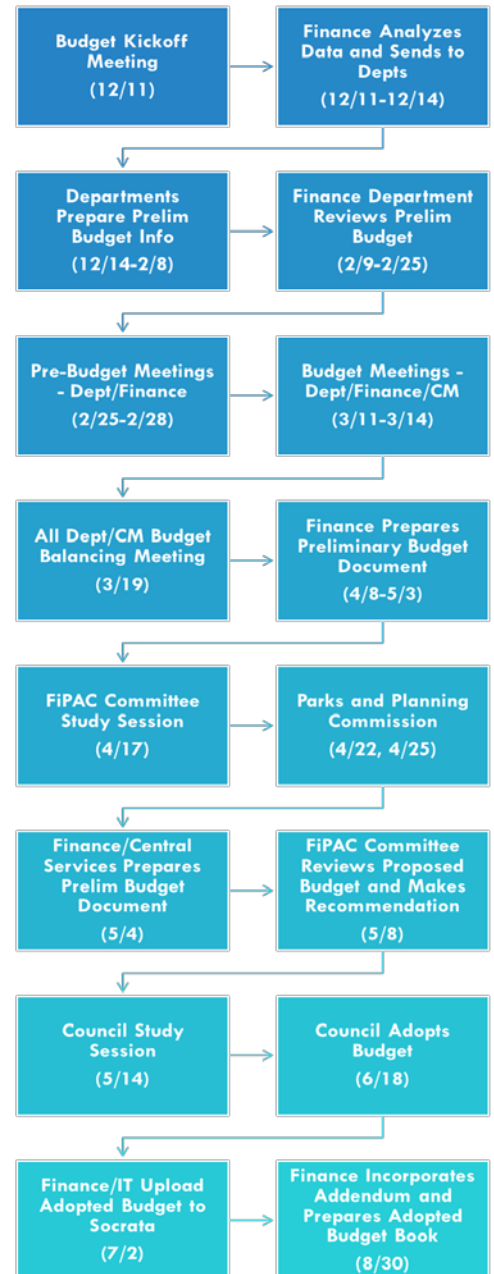 Budget Kickoff
Meeting
(12/11)
Finance Analyzes
Data and Sends to
Depts
(12/11-12/14)
Departments
Prepare Prelim
Budget Info
(12/14-2/8)
Finance Department
Reviews Prelim
Budget
(2/9-2/25)
Pre-Budget Meetings
- Dept/Finance
(2/25-2/28)
Budget Meetings -
Dept/Finance/CM
(3/11-3/14)
All Dept/CM Budget
Balancing Meeting
(3/19)
Finance Prepares
Preliminary Budget
Document
(4/8-5/3)
FiPAC Committee
Study Session
(4/17)
Parks and Planning
Commission
(4/22, 4/25)
Finance/Central
Services Prepares
Prelim Budget
Document
(5/4)
FiPAC Committee
Reviews Proposed
Budget and Makes
Recommendation
(5/8)
Council Study
Session
(5/14)
Council Adopts
Budget
(6/18)
Finance/IT Upload
Adopted Budget to
Socrata
(7/2)
Finance Incorporates
Addendum and
Prepares Adopted
Budget Book
(8/30)